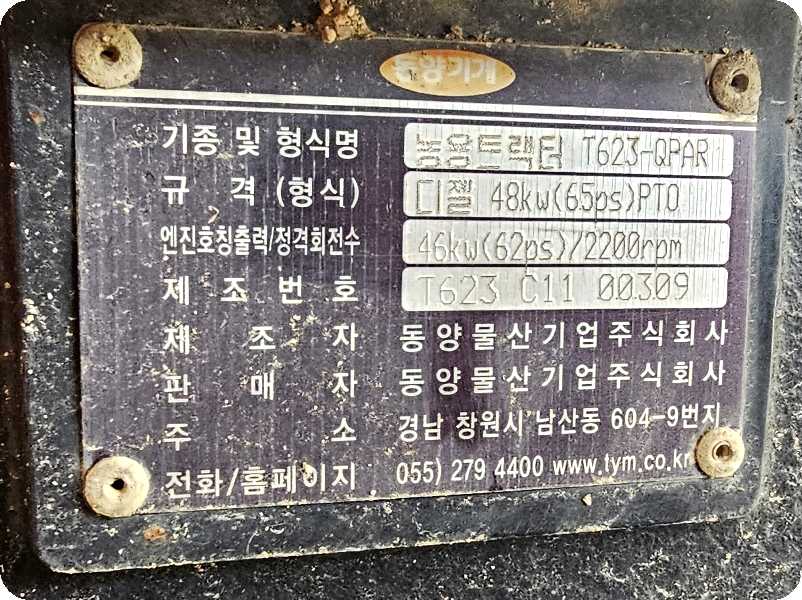 동양기계
기종 및 형식명 농용트랙터 T623-QPAR
규 격 (형식) 디젤 48kw(65ps)PTO
엔진호칭출력/정격회전수 46kw(62ps)/2200rpm
제 조 번 호 T623 C11 00309
제 조 자 동양물산기업주식회사
판 매 자 동양물산기업주식회사
주 소 경남 창원시 남산동 604-9번지
전화/홈페이지 055) 279 4400 www.tym.co.kr